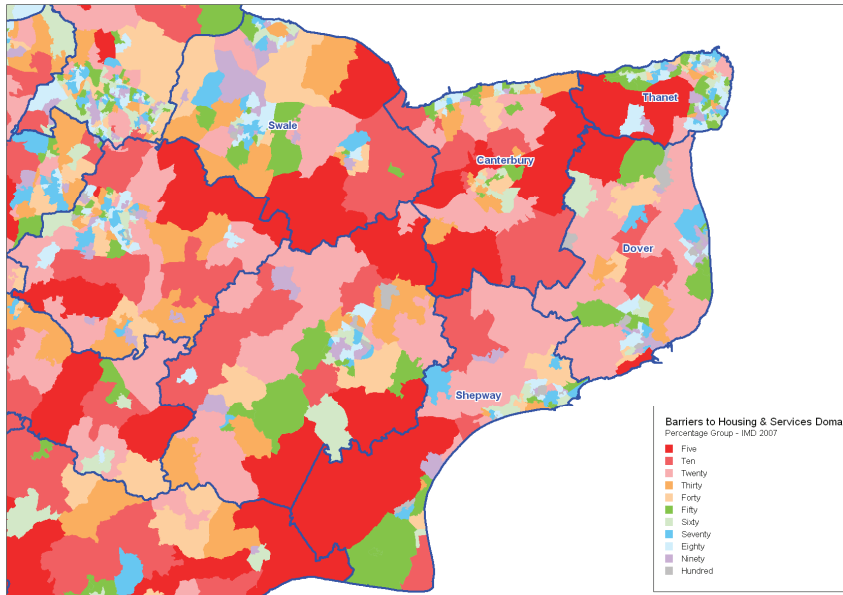 Thanet
Swale
Canterbury
Dover
Shepway
Barriers to Housing & Services Doma
Percentage Group - IMD 2007
Five
Ten
Twenty
Thirty
Forty
Fifty
Sixty
Seventy
Eighty
Ninety
Hundred